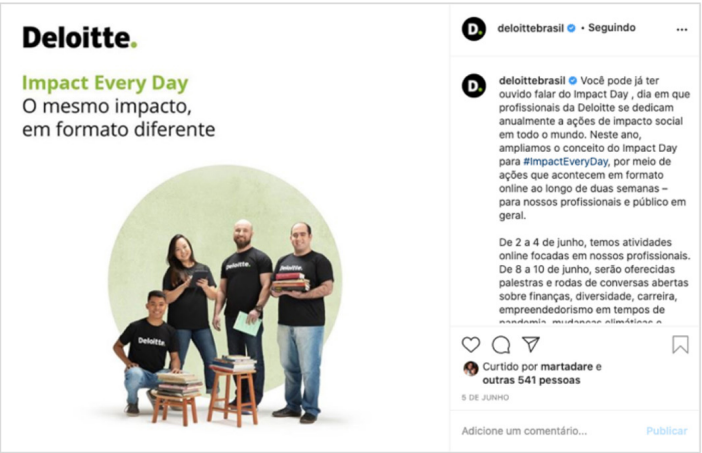 Deloitte.
Impact Every Day
O mesmo impacto,
em formato diferente
Deloitte.
Deloitte.
Deloitte.
D.
deloittebrasil • Seguindo
...
D.
deloittebrasil Você pode já ter
ouvido falar do Impact Day , dia em que
profissionais da Deloitte se dedicam
anualmente a ações de impacto social
em todo o mundo. Neste ano,
ampliamos o conceito do Impact Day
para #ImpactEveryDay, por meio de
ações que acontecem em formato
online ao longo de duas semanas –
para nossos profissionais e público em
geral.
De 2 a 4 de junho, temos atividades
online focadas em nossos profissionais.
De 8 a 10 de junho, serão oferecidas
palestras e rodas de conversas abertas
sobre finanças, diversidade, carreira,
empreendedorismo em tempos de
pandemia, mudanças climáticas e
Curtido por martadare e
outras 541 pessoas
5 DE JUNHO
Adicione um comentário... Publicar